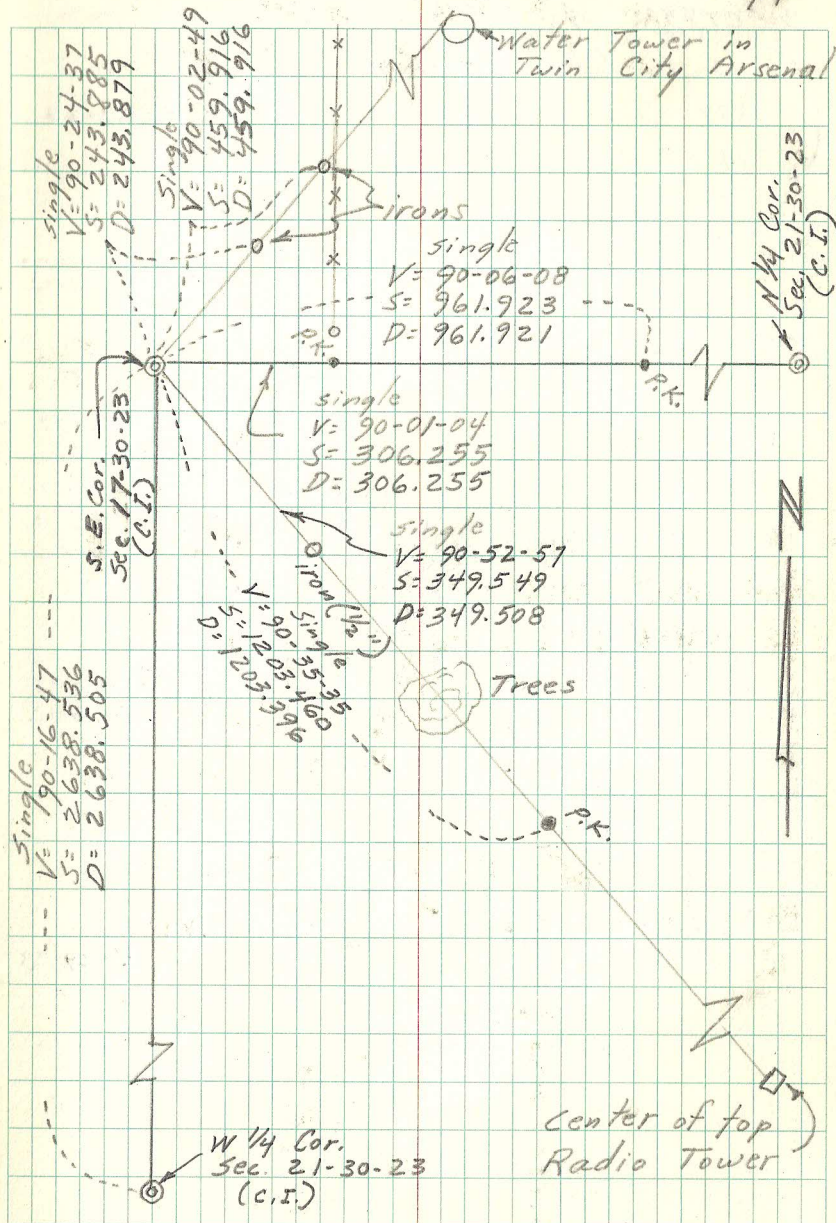 Water Tower in
Twin City Arsenal
N 1/4 Cor.
Sec. 21-30-23
(C.I.)
single
V= 90-24-37
S= 243.885
D= 243.879
Single
V= 90-02-49
S= 459.916
D= 459.916
irons
single
V= 90-06-08
S= 961.923
D= 961.921
P.K.
P.K.
single
V= 90-01-04
S= 306.255
D= 306.255
S.E. Cor.
Sec. 17-30-23
(C.I.)
single
V= 90-52-57
S= 349.549
D= 349.508
iron (1/2")
Single
V= 90-35-35
S= 1203.460
D= 1203.396
Trees
N
Single
V= 90-16-47
S= 2638.536
D= 2638.505
P.K.
W 1/4 Cor.
Sec. 21-30-23
(C.I.)
Center of top
Radio Tower